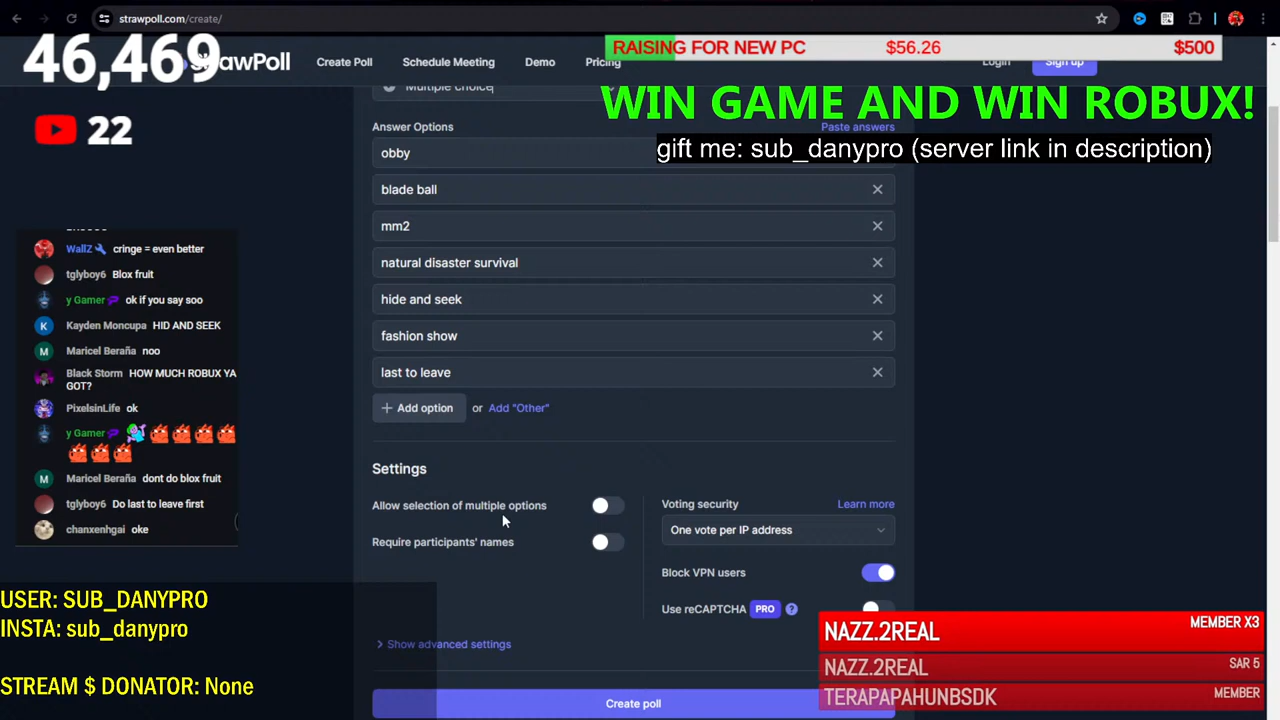 strawpoll.com/create/
46,469
StrawPoll
Create Poll
Schedule Meeting
Demo
Pricing
Login
Sign up
RAISING FOR NEW PC $56.26 $500
WIN GAME AND WIN ROBUX!
gift me: sub_danypro (server link in description)
22
Multiple choice
Answer Options
Paste answers
obby
blade ball
mm2
natural disaster survival
hide and seek
fashion show
last to leave
+ Add option or Add "Other"
Settings
Allow selection of multiple options
Require participants' names
Voting security
Learn more
One vote per IP address
Block VPN users
Use reCAPTCHA PRO ?
Show advanced settings
Create poll
WallZ cringe = even better
tglyboy6 Blox fruit
y Gamer ok if you say soo
K Kayden Moncupa HID AND SEEK
M Maricel Beraña noo
Black Storm HOW MUCH ROBUX YA
GOT?
PixelsinLife ok
y Gamer
M Maricel Beraña dont do blox fruit
tglyboy6 Do last to leave first
chanxenhgai oke
USER: SUB_DANYPRO
INSTA: sub_danypro
STREAM $ DONATOR: None
NAZZ.2REAL MEMBER X3
NAZZ.2REAL SAR 5
TERAPAPAHUNBSDK MEMBER